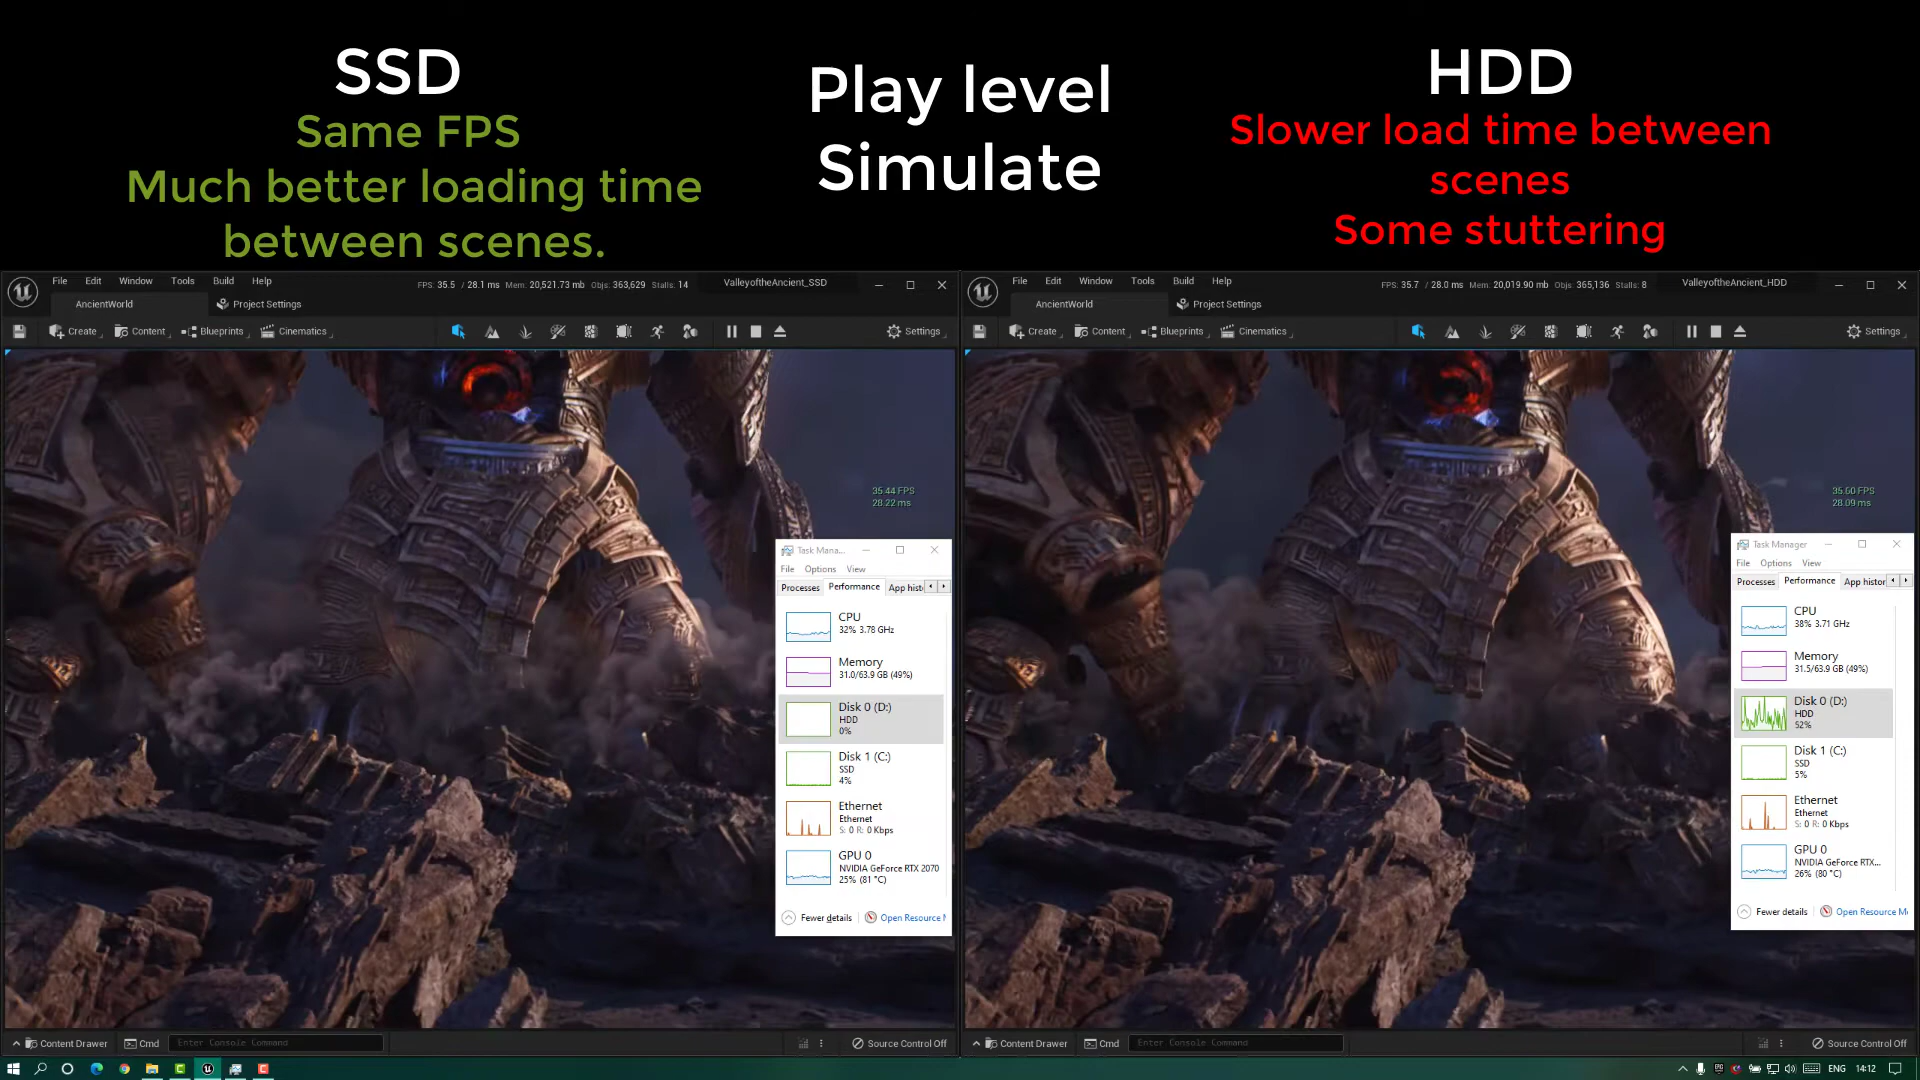 SSD
Same FPS
Much better loading time
between scenes.
Play level
Simulate
HDD
Slower load time between
scenes
Some stuttering
File Edit Window Tools Build Help
FPS: 35.5 / 28.1 ms Mem: 20,521.73 mb Objs: 363,629 Stalls: 14
ValleyoftheAncient_SSD
AncientWorld
Project Settings
Create Content Blueprints Cinematics Settings
35.44 FPS
28.22 ms
Task Mana...
File Options View
Processes Performance App hist
CPU
32% 3.78 GHz
Memory
31.0/63.9 GB (49%)
Disk 0 (D:)
HDD
0%
Disk 1 (C:)
SSD
4%
Ethernet
Ethernet
S: 0 R: 0 Kbps
GPU 0
NVIDIA GeForce RTX 2070
25% (81 °C)
Fewer details Open Resource M
Content Drawer Cmd Enter Console Command Source Control Off
File Edit Window Tools Build Help
FPS: 35.7 / 28.0 ms Mem: 20,019.90 mb Objs: 365,136 Stalls: 8
ValleyoftheAncient_HDD
AncientWorld
Project Settings
Create Content Blueprints Cinematics Settings
35.60 FPS
28.09 ms
Task Manager
File Options View
Processes Performance App histor
CPU
38% 3.71 GHz
Memory
31.5/63.9 GB (49%)
Disk 0 (D:)
HDD
52%
Disk 1 (C:)
SSD
5%
Ethernet
Ethernet
S: 0 R: 0 Kbps
GPU 0
NVIDIA GeForce RTX...
26% (80 °C)
Fewer details Open Resource Mo
Content Drawer Cmd Enter Console Command Source Control Off
ENG 14:12